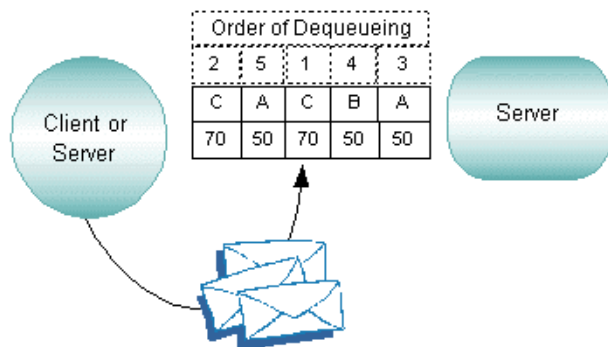 Order of Dequeueing
2 5 1 4 3
C A C B A
70 50 70 50 50
Client or
Server
Server